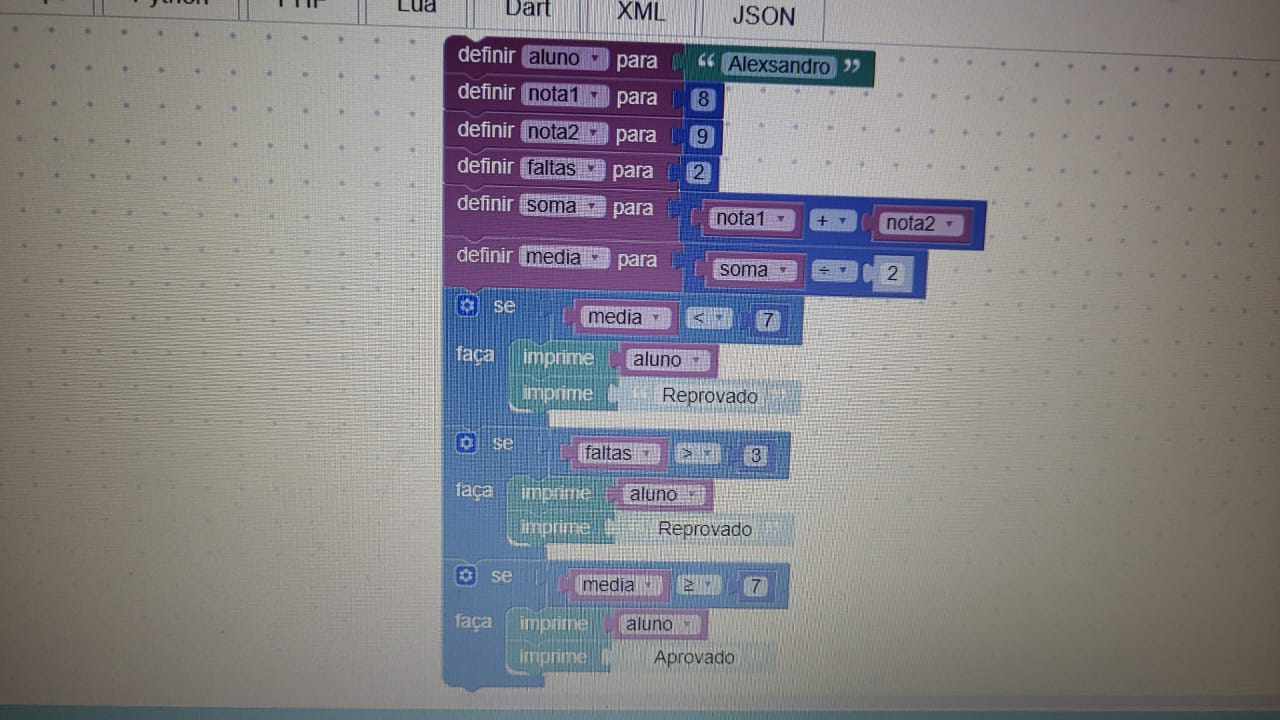 Python PHP Lua Dart XML JSON
definir aluno para “ Alexsandro ”
definir nota1 para 8
definir nota2 para 9
definir faltas para 2
definir soma para nota1 + nota2
definir media para soma ÷ 2
se media < 7
faça imprime aluno
imprime “ Reprovado ”
se faltas > 3
faça imprime aluno
imprime “ Reprovado ”
se media ≥ 7
faça imprime aluno
imprime Aprovado